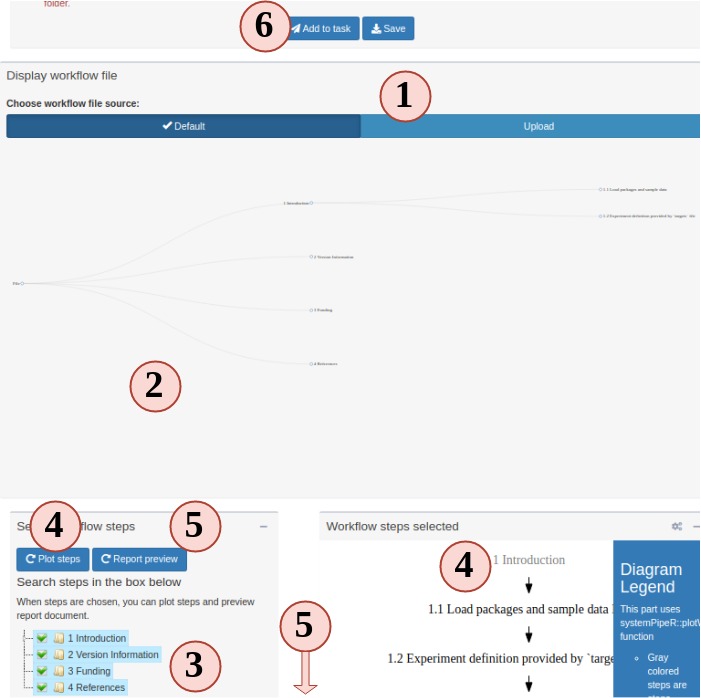 folder.
6
Add to task
Save
Display workflow file
1
Choose workflow file source:
Default
Upload
1.1 Load packages and sample data
1 Introduction
1.2 Experiment definition provided by `targets` file
2 Version Information
File
3 Funding
4 References
2
4
5
Se flow steps
Workflow steps selected
Plot steps
Report preview
4
1 Introduction
Search steps in the box below
When steps are chosen, you can plot steps and preview
report document.
5
1.1 Load packages and sample data
1.2 Experiment definition provided by `targe
1 Introduction
2 Version Information
3
3 Funding
4 References
Diagram
Legend
This part uses
systemPipeR::plotW
function
Gray
colored
steps are